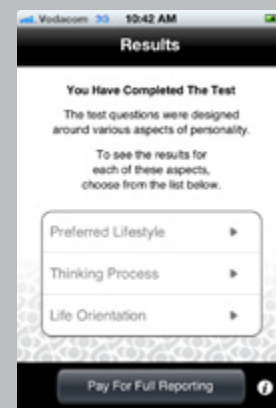 Vodacom 3G 10:42 AM
Results
You Have Completed The Test
The test questions were designed
around various aspects of personality.
To see the results for
each of these aspects,
choose from the list below.
Preferred Lifestyle
Thinking Process
Life Orientation
Pay For Full Reporting
i